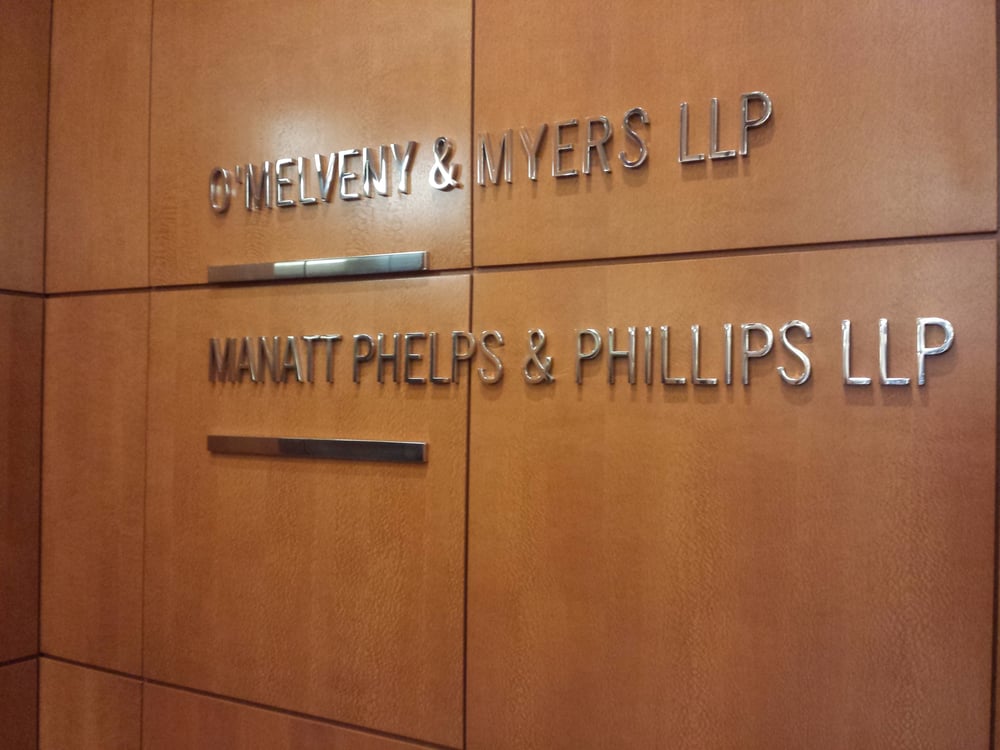 O'MELVENY & MYERS LLP
MANATT PHELPS & PHILLIPS LLP